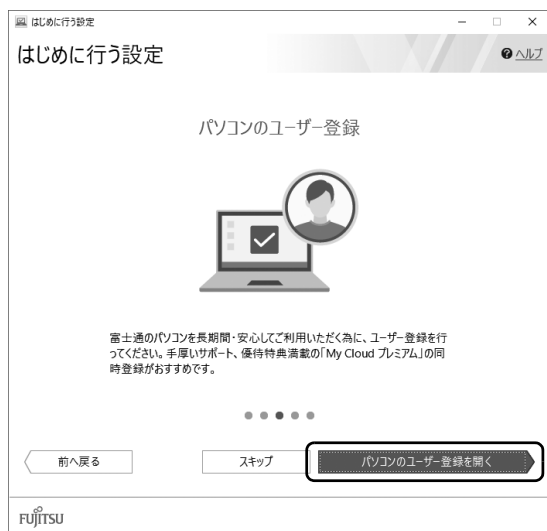 はじめに行う設定
はじめに行う設定
ヘルプ
パソコンのユーザー登録
富士通のパソコンを長期間・安心してご利用いただく為に、ユーザー登録を行
ってください。手厚いサポート、優待特典満載の「My Cloud プレミアム」の同
時登録がおすすめです。
前へ戻る
スキップ
パソコンのユーザー登録を開く
FUJITSU